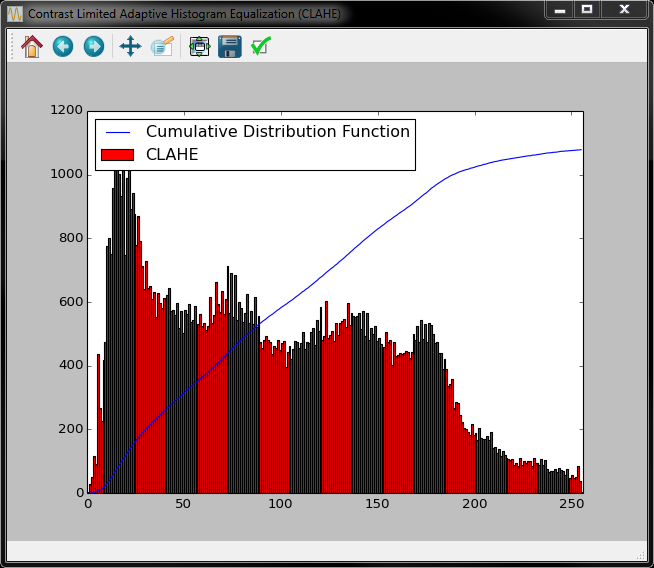 Contrast Limited Adaptive Histogram Equalization (CLAHE)
1200
Cumulative Distribution Function
CLAHE
1000
800
600
400
200
0
0 50 100 150 200 250